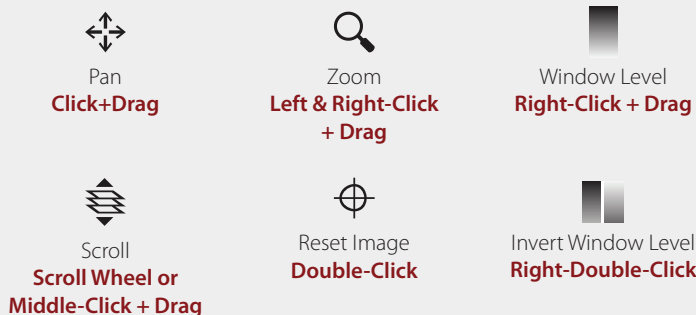 Pan
Click+Drag
Zoom
Left & Right-Click
+ Drag
Window Level
Right-Click + Drag
Scroll
Scroll Wheel or
Middle-Click + Drag
Reset Image
Double-Click
Invert Window Level
Right-Double-Click